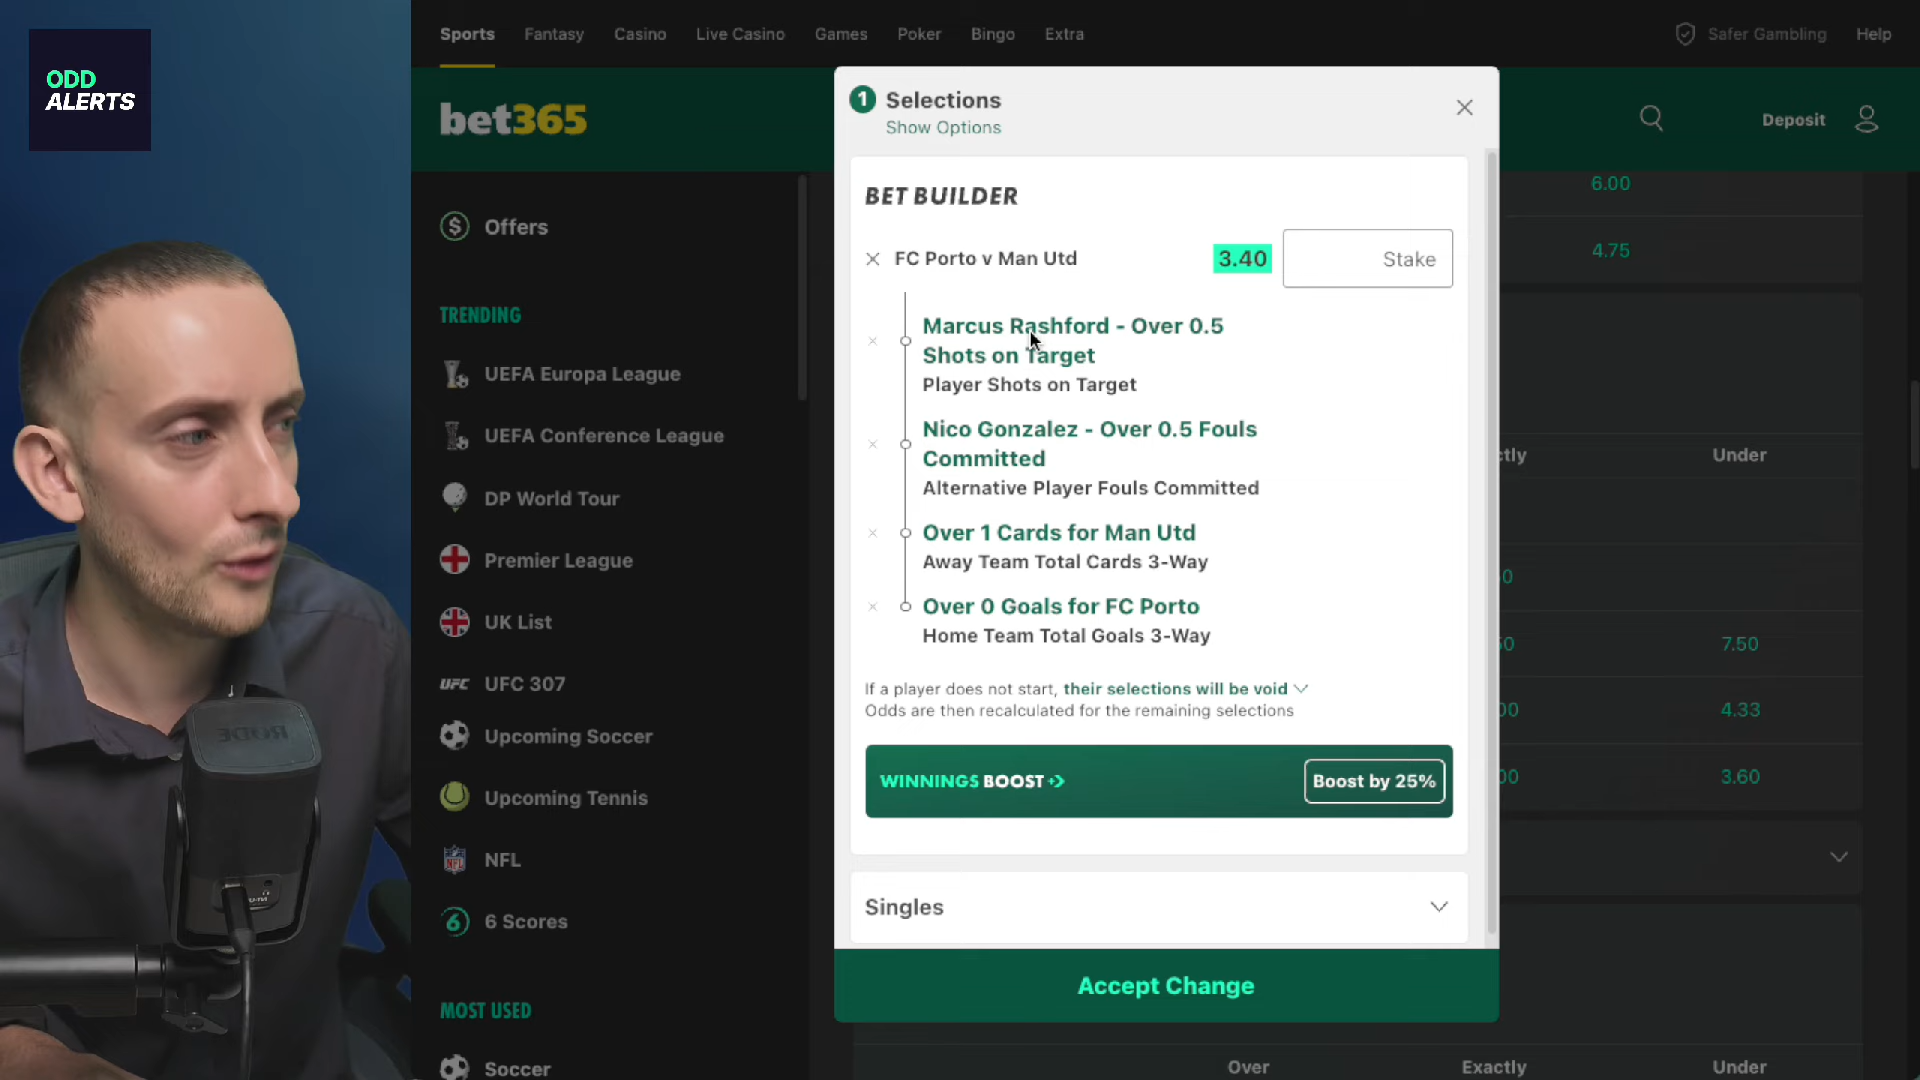 ODD
ALERTS
Sports Fantasy Casino Live Casino Games Poker Bingo Extra Safer Gambling Help
bet365
Deposit
Offers
TRENDING
UEFA Europa League
UEFA Conference League
DP World Tour
Premier League
UK List
UFC UFC 307
Upcoming Soccer
Upcoming Tennis
NFL NFL
6 6 Scores
MOST USED
Soccer
1 Selections
Show Options
BET BUILDER
FC Porto v Man Utd 3.40 Stake
Marcus Rashford - Over 0.5
Shots on Target
Player Shots on Target
Nico Gonzalez - Over 0.5 Fouls
Committed
Alternative Player Fouls Committed
Over 1 Cards for Man Utd
Away Team Total Cards 3-Way
Over 0 Goals for FC Porto
Home Team Total Goals 3-Way
If a player does not start, their selections will be void
Odds are then recalculated for the remaining selections
WINNINGS BOOST Boost by 25%
Singles
Accept Change
6.00
4.75
Under
7.50
4.33
3.60
Over Exactly Under
RODE